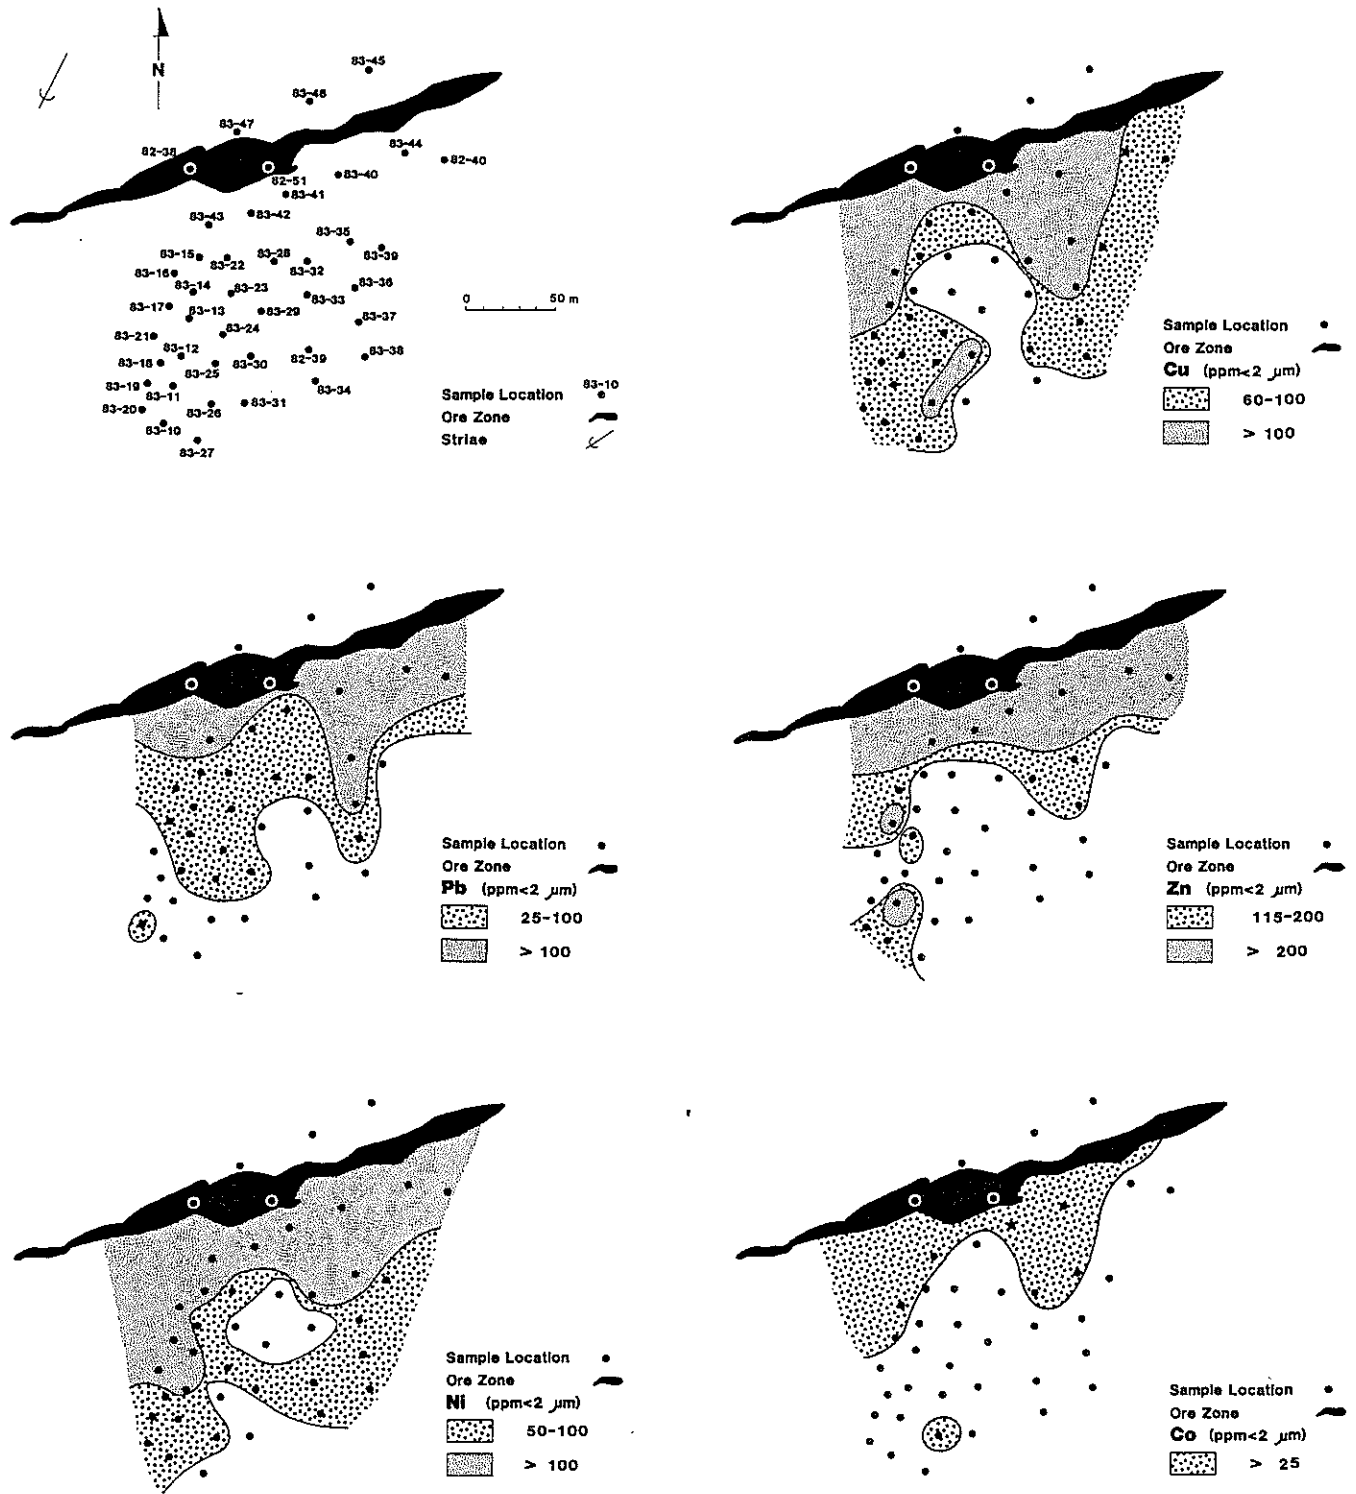 N
83-45
83-46
83-47
82-38
83-44
82-40
82-51
83-40
83-41
83-43
83-42
83-35
83-39
83-15
83-22
83-28
83-32
83-16
83-14
83-23
83-36
83-33
83-17
83-13
83-29
83-37
83-24
83-21
83-12
82-39
83-38
83-18
83-25
83-30
83-19
83-11
83-34
83-20
83-26
83-31
83-10
83-27
0 50 m
83-10
Sample Location
Ore Zone
Striae
Sample Location
Ore Zone
Cu (ppm<2 µm)
60-100
> 100
Sample Location
Ore Zone
Pb (ppm<2 µm)
25-100
> 100
Sample Location
Ore Zone
Zn (ppm<2 µm)
115-200
> 200
Sample Location
Ore Zone
Ni (ppm<2 µm)
50-100
> 100
Sample Location
Ore Zone
Co (ppm<2 µm)
> 25